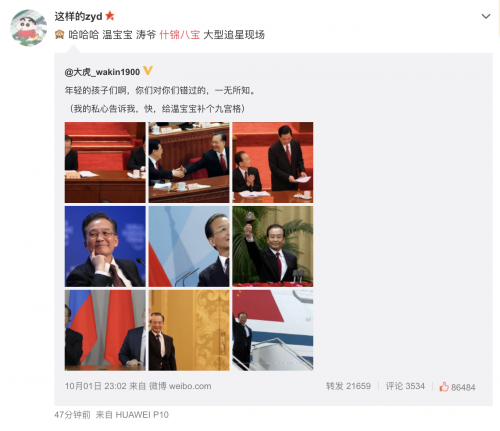 这样的zyd
哈哈哈 温宝宝 涛爷 什锦八宝 大型追星现场
@大虎_wakin1900
年轻的孩子们啊，你们对你们错过的，一无所知。
（我的私心告诉我，快，给温宝宝补个九宫格）
10月01日 23:02 来自 微博 weibo.com 转发 21659 评论 3534 86484
47分钟前 来自 HUAWEI P10